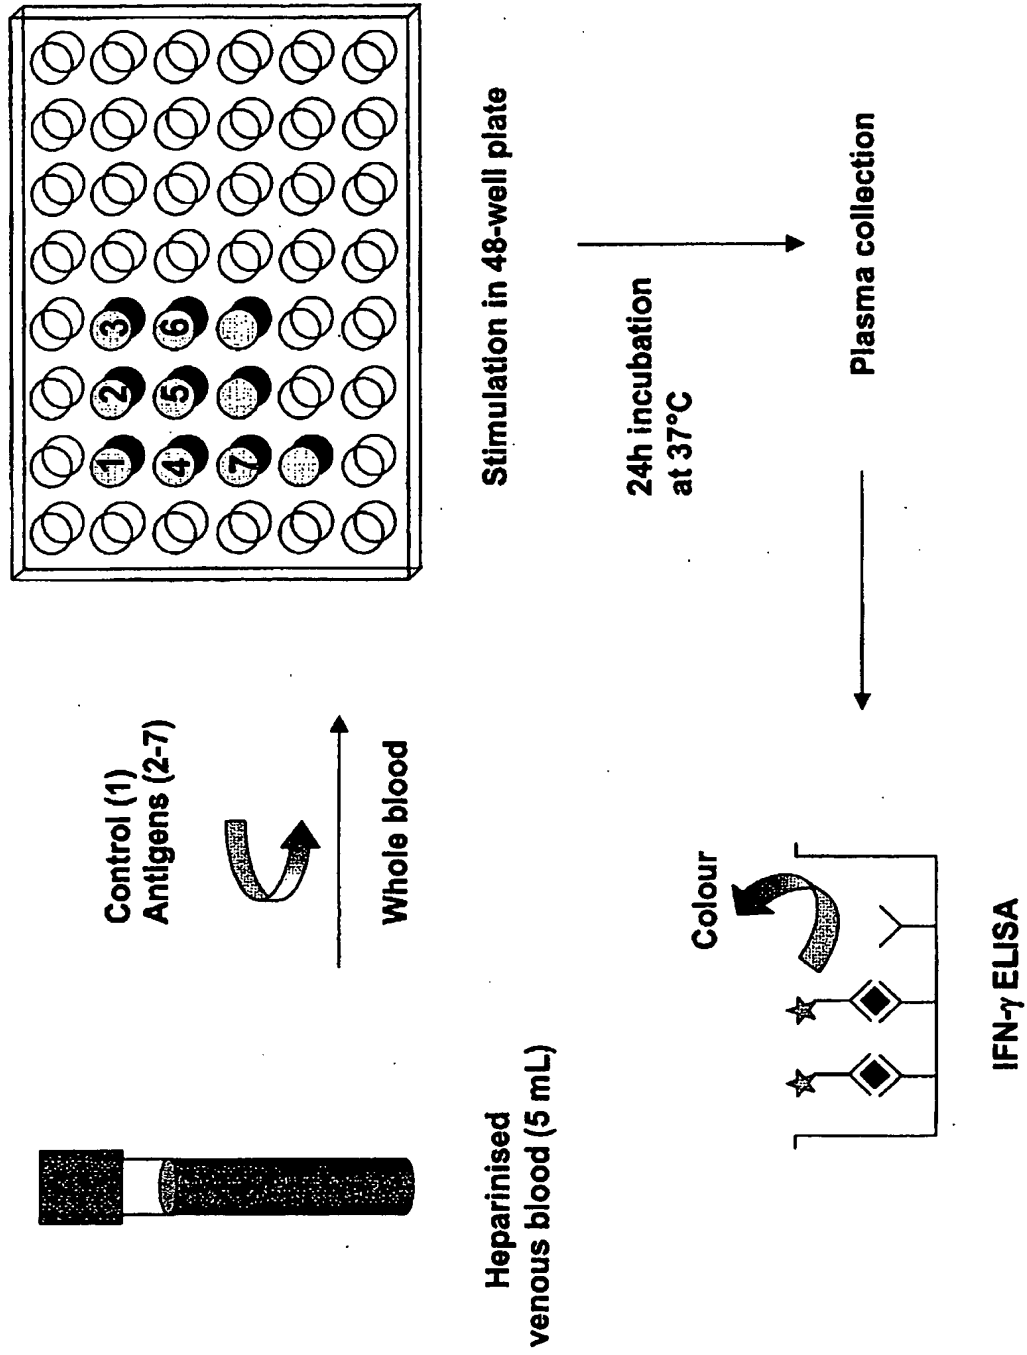 Heparinised
venous blood (5 mL)
Control (1)
Antigens (2-7)
Whole blood
1 2 3
4 5 6
7
Stimulation in 48-well plate
24h incubation
at 37°C
Plasma collection
Colour
IFN-γ ELISA